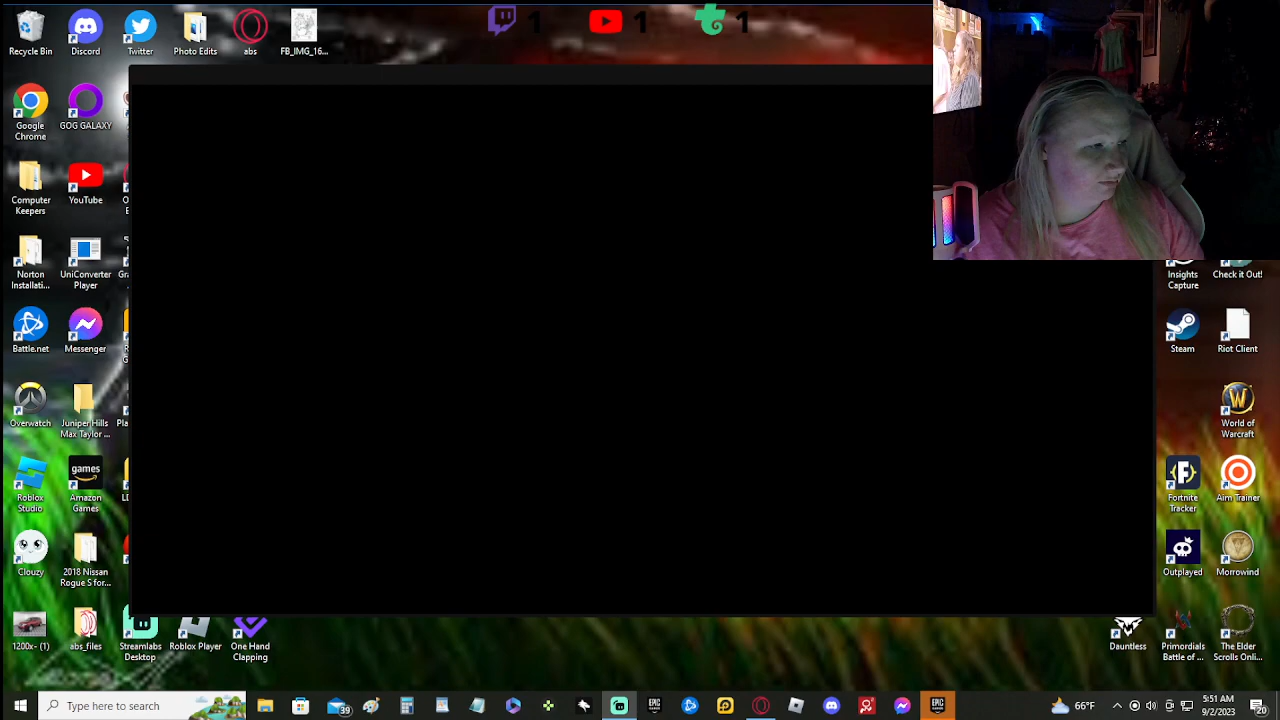 1
1
1
Recycle Bin
Discord
Twitter
Photo Edits
abs
FB_IMG_16...
Google
Chrome
GOG GALAXY
Computer
Keepers
YouTube
Norton
Installati...
UniConverter
Player
Battle.net
Messenger
Overwatch
Juniper Hills
Max Taylor ...
Roblox
Studio
games
Amazon
Games
Clouzy
2018 Nissan
Rogue S for...
1200x- (1)
abs_files
Streamlabs
Desktop
Roblox Player
One Hand
Clapping
Insights
Capture
Check it Out!
Steam
Riot Client
World of
Warcraft
Fortnite
Tracker
Aim Trainer
Outplayed
Morrowind
Dauntless
Primordials
Battle of ...
The Elder
Scrolls Onli...
Type here to search
99
EPIC
EPIC
66°F
5:51 AM
9/2/2023
20